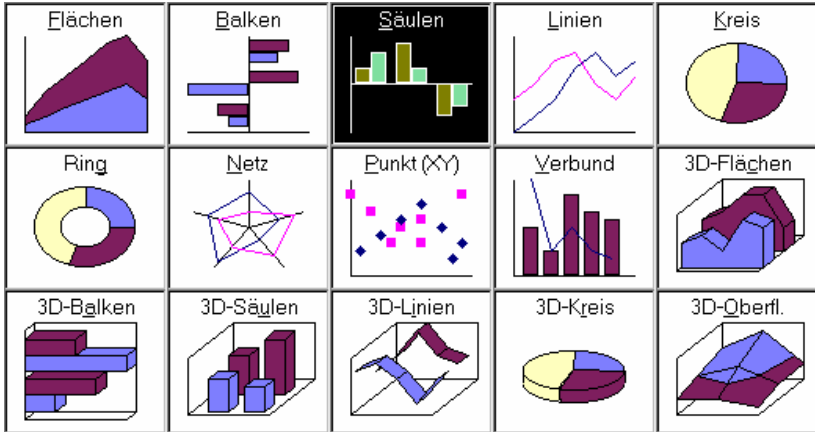 Flächen
Balken
Säulen
Linien
Kreis
Ring
Netz
Punkt (XY)
Verbund
3D-Flächen
3D-Balken
3D-Säulen
3D-Linien
3D-Kreis
3D-Oberfl.